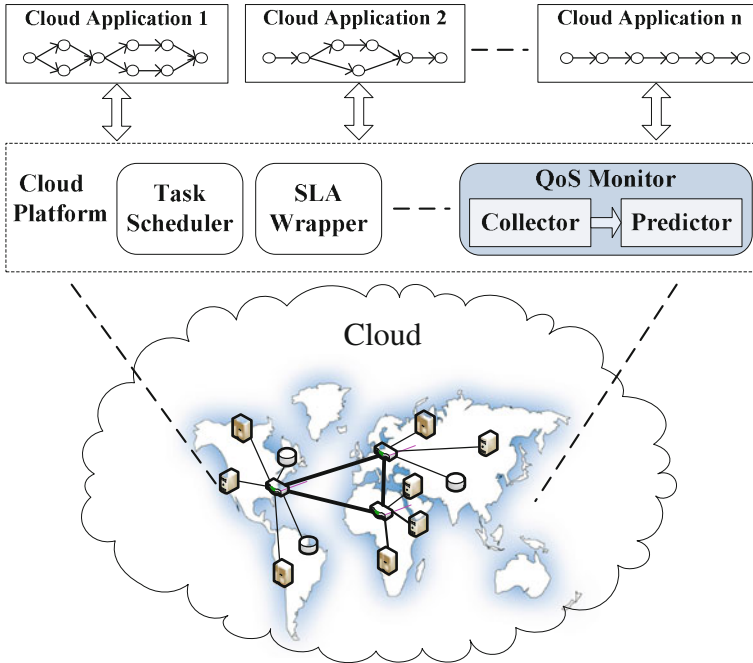 Cloud Application 1
Cloud Application 2
Cloud Application n
Cloud
Platform
Task
Scheduler
SLA
Wrapper
QoS Monitor
Collector
Predictor
Cloud